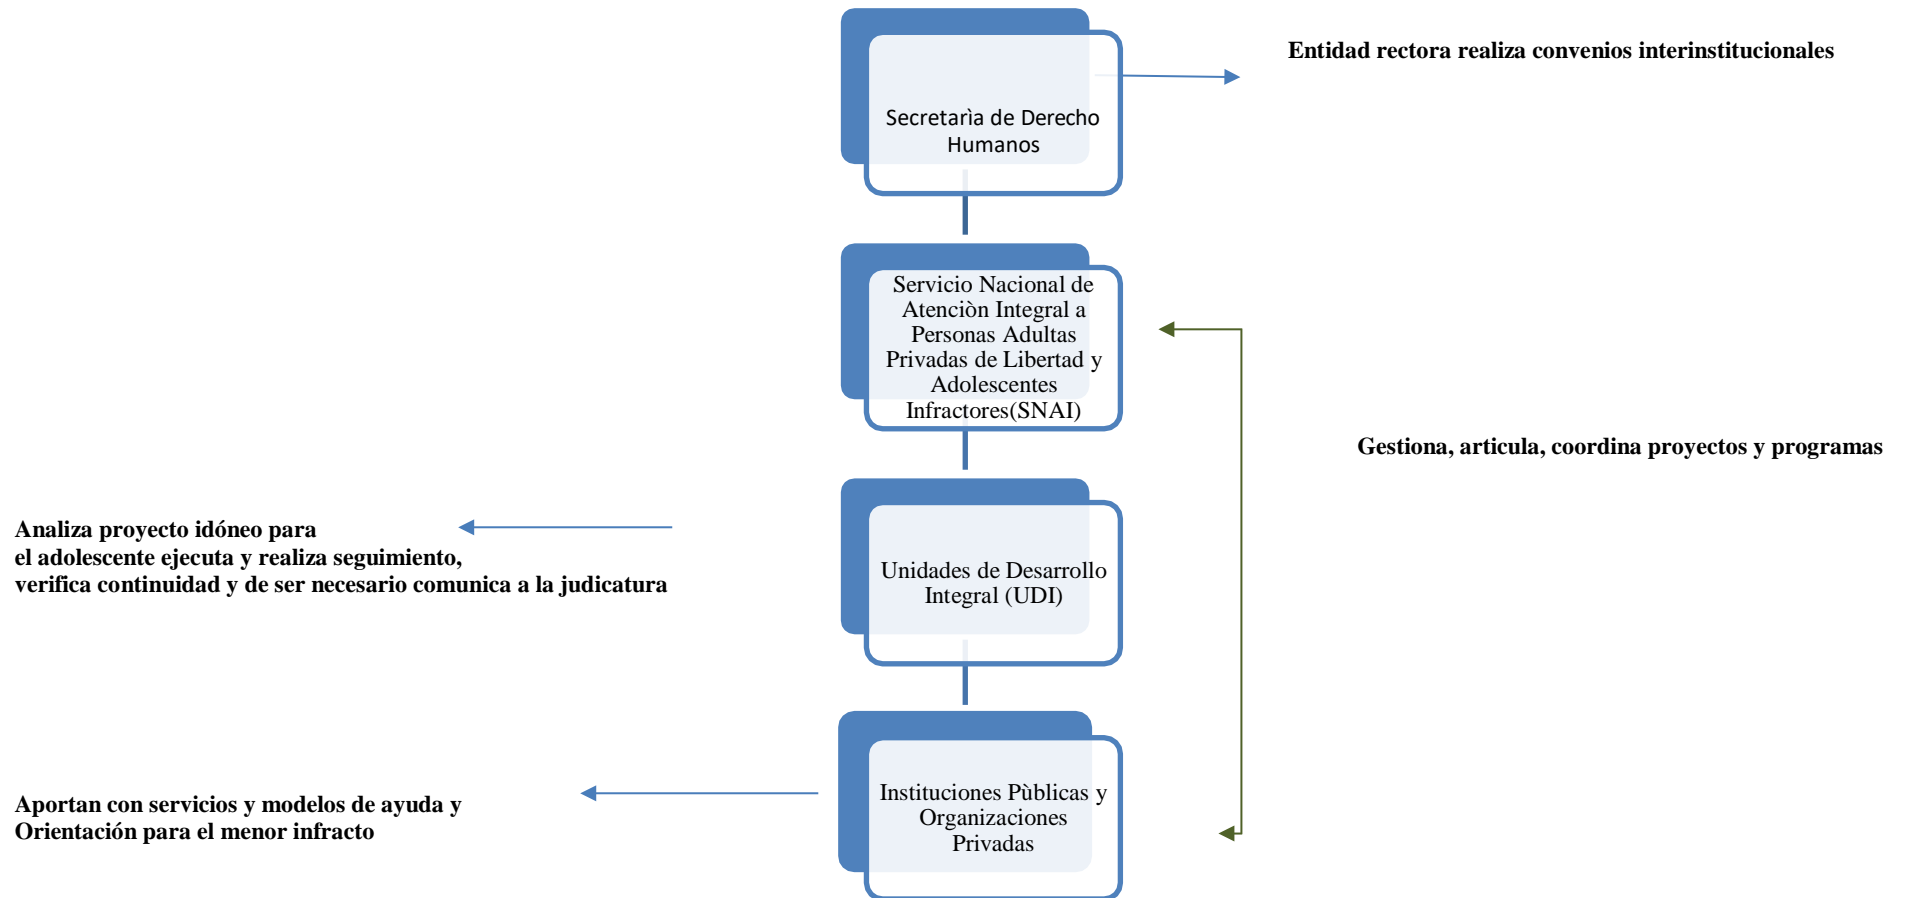 Entidad rectora realiza convenios interinstitucionales
Secretarìa de Derecho
Humanos
Servicio Nacional de
Atenciòn Integral a
Personas Adultas
Privadas de Libertad y
Adolescentes
Infractores(SNAI)
Gestiona, articula, coordina proyectos y programas
Analiza proyecto idóneo para
el adolescente ejecuta y realiza seguimiento,
verifica continuidad y de ser necesario comunica a la judicatura
Unidades de Desarrollo
Integral (UDI)
Aportan con servicios y modelos de ayuda y
Orientación para el menor infracto
Instituciones Pùblicas y
Organizaciones
Privadas